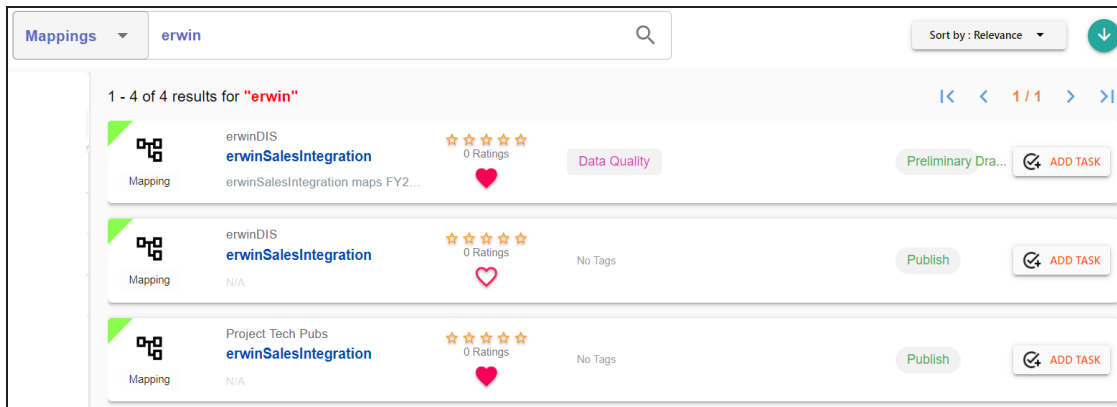 Mappings erwin Sort by : Relevance
1 - 4 of 4 results for "erwin" 1 / 1
erwinDIS
erwinSalesIntegration
0 Ratings
Data Quality
Preliminary Dra...
ADD TASK
Mapping
erwinSalesIntegration maps FY2...
erwinDIS
erwinSalesIntegration
0 Ratings
No Tags
Publish
ADD TASK
Mapping
N/A
Project Tech Pubs
erwinSalesIntegration
0 Ratings
No Tags
Publish
ADD TASK
Mapping
N/A